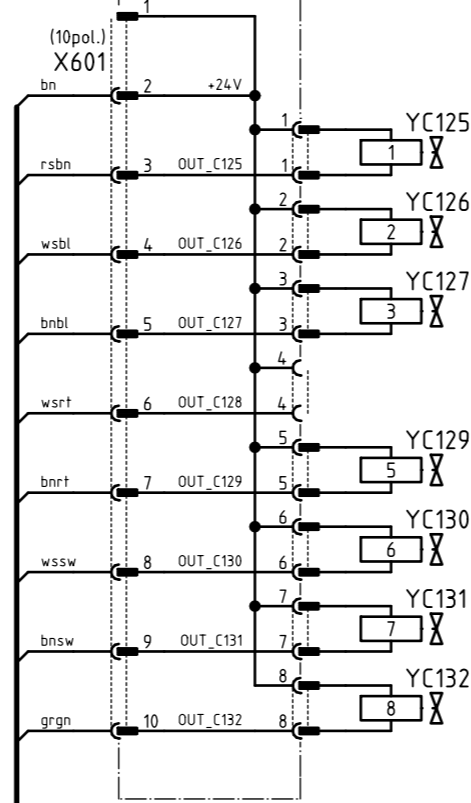 1
(10pol.)
X601
bn 2 +24V
1 YC125
1
rsbn 3 OUT_C125 1
2 YC126
2
wsbl 4 OUT_C126 2
3 YC127
3
bnbl 5 OUT_C127 3
4
wsrt 6 OUT_C128 4
5 YC129
5
bnrt 7 OUT_C129 5
6 YC130
6
wssw 8 OUT_C130 6
7 YC131
7
bnsw 9 OUT_C131 7
8 YC132
8
grgn 10 OUT_C132 8